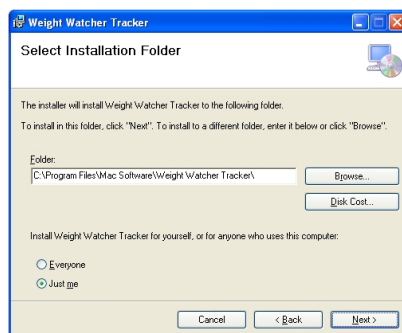 Weight Watcher Tracker
Select Installation Folder
The installer will install Weight Watcher Tracker to the following folder.
To install in this folder, click "Next". To install to a different folder, enter it below or click "Browse".
Folder:
C:\Program Files\Mac Software\Weight Watcher Tracker\
Browse...
Disk Cost...
Install Weight Watcher Tracker for yourself, or for anyone who uses this computer:
Everyone
Just me
Cancel < Back Next >